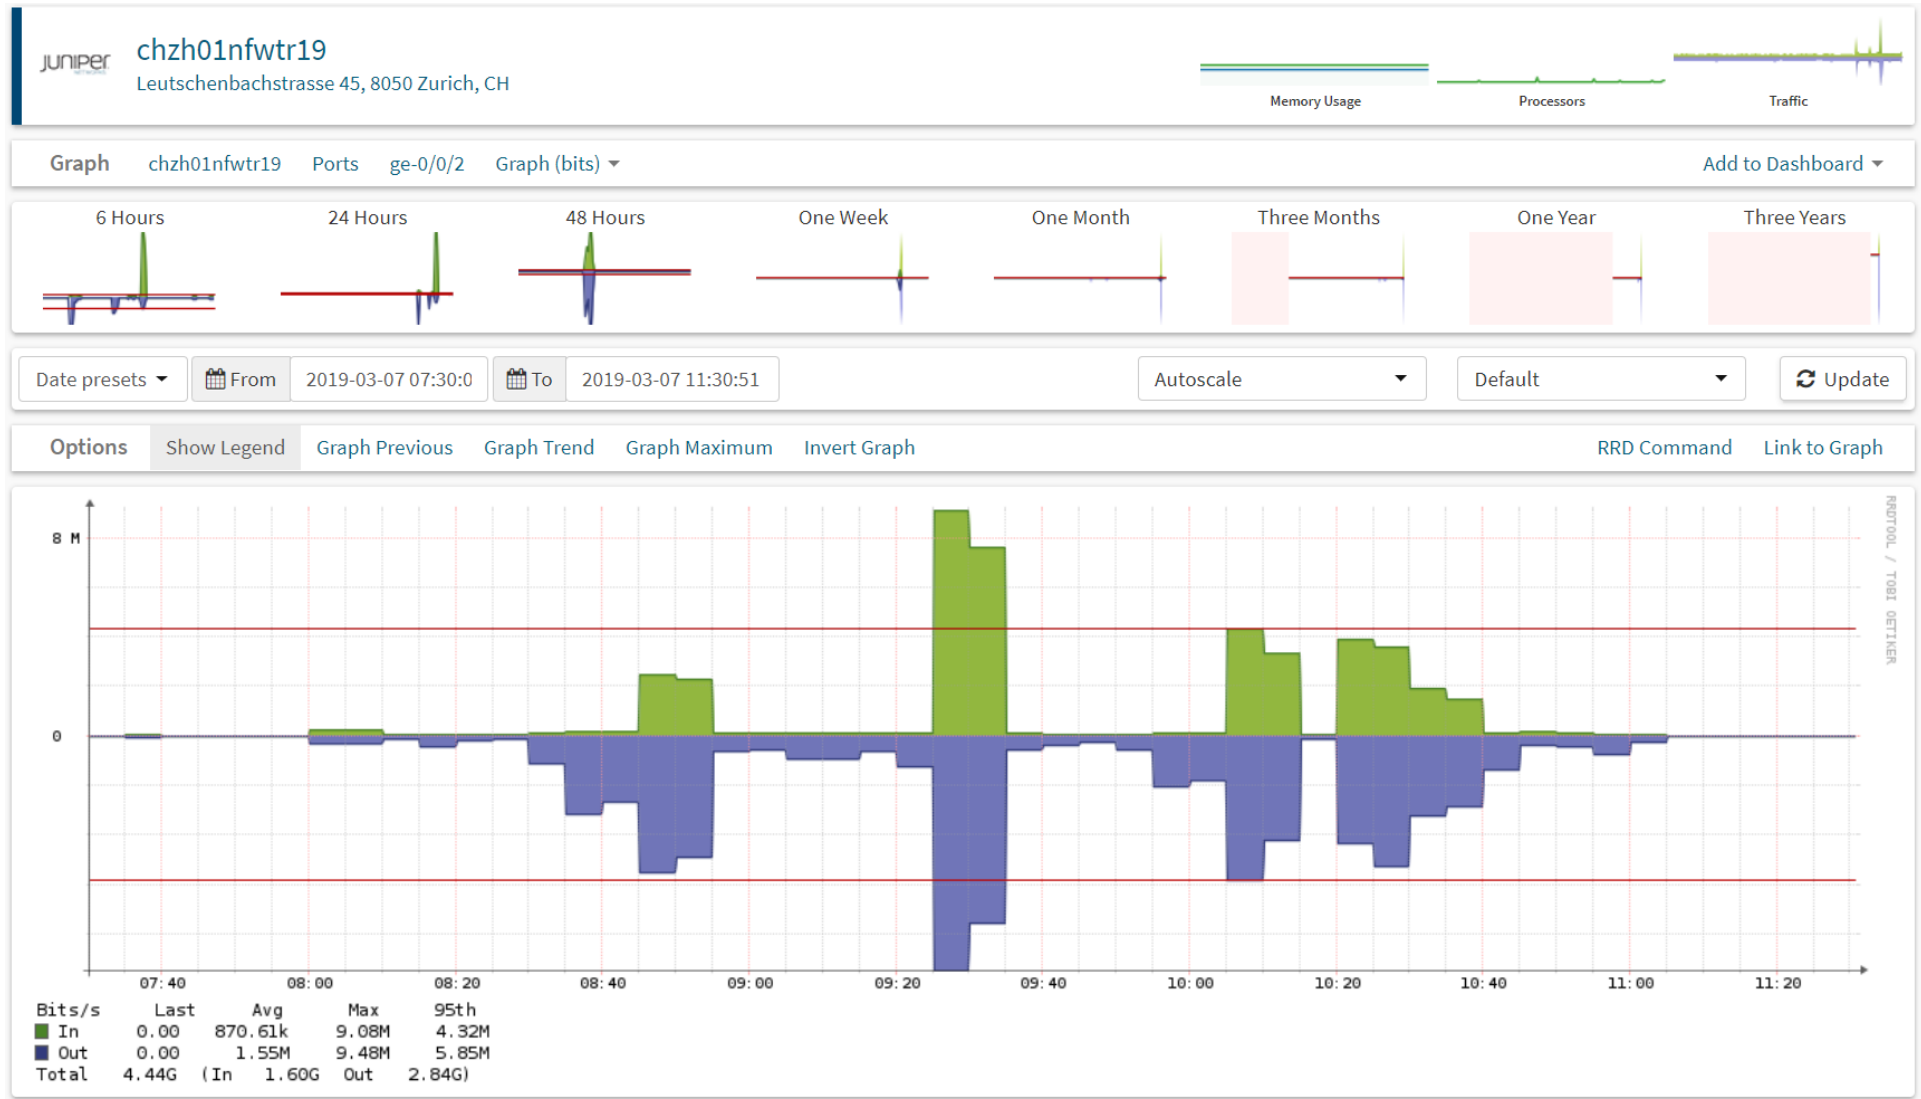 JUNIPER
NETWORKS
chzh01nfwtr19
Leutschenbachstrasse 45, 8050 Zurich, CH
Memory Usage Processors Traffic
Graph chzh01nfwtr19 Ports ge-0/0/2 Graph (bits) Add to Dashboard
6 Hours 24 Hours 48 Hours One Week One Month Three Months One Year Three Years
Date presets From 2019-03-07 07:30:0 To 2019-03-07 11:30:51 Autoscale Default Update
Options Show Legend Graph Previous Graph Trend Graph Maximum Invert Graph RRD Command Link to Graph
8 M
0
RRDTOOL / TOBI OETIKER
07:40 08:00 08:20 08:40 09:00 09:20 09:40 10:00 10:20 10:40 11:00 11:20
Bits/s Last Avg Max 95th
In 0.00 870.61k 9.08M 4.32M
Out 0.00 1.55M 9.48M 5.85M
Total 4.44G (In 1.60G Out 2.84G)